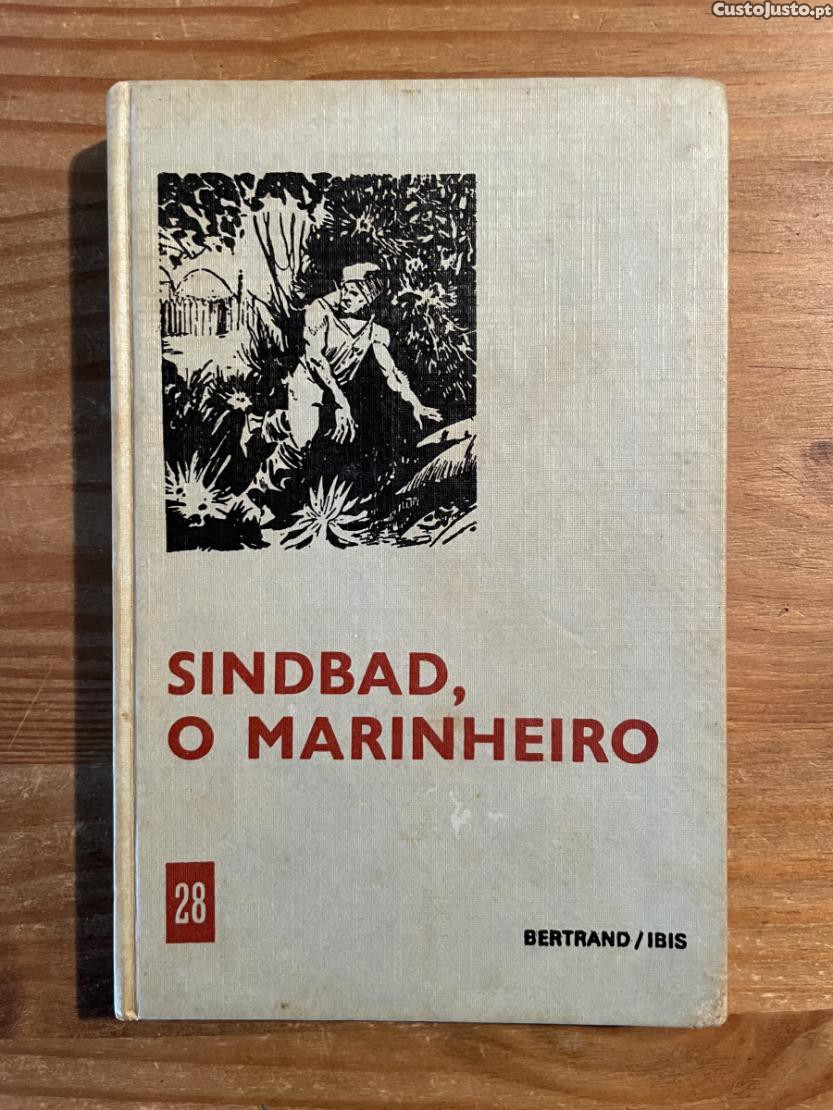 CustoJusto.pt
SINDBAD,
O MARINHEIRO
28
BERTRAND/IBIS